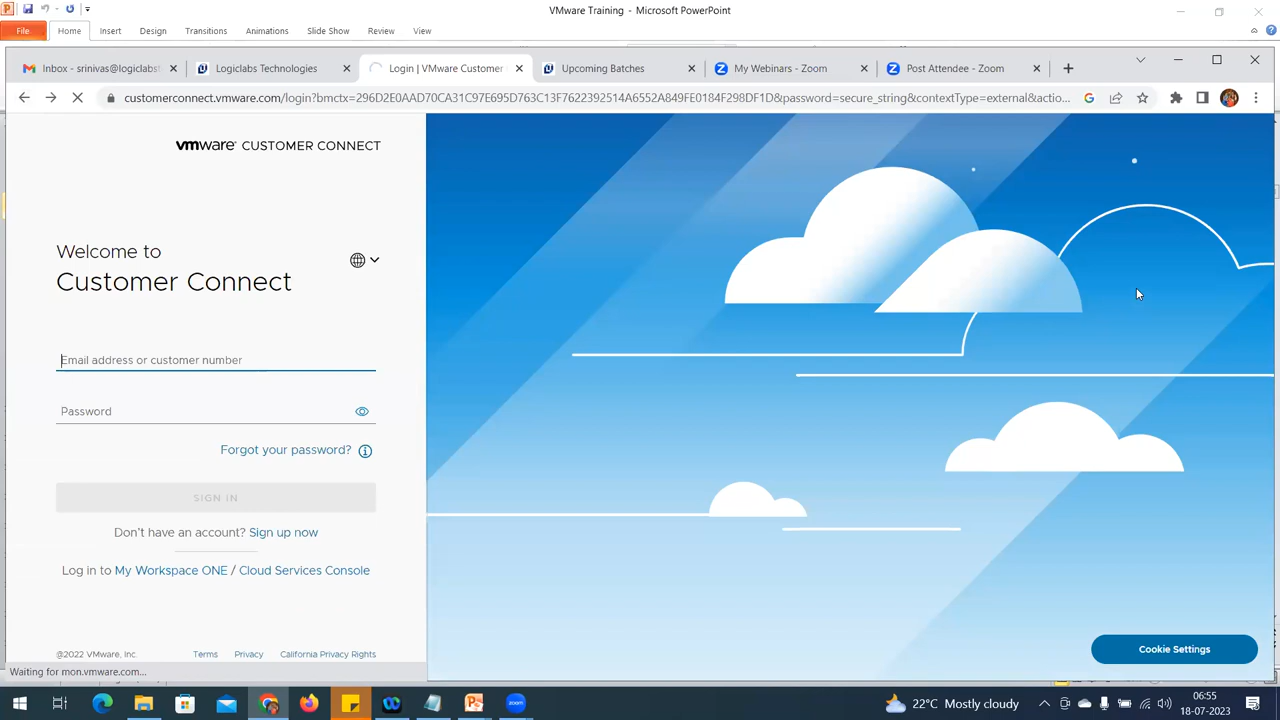 VMware Training - Microsoft PowerPoint
File Home Insert Design Transitions Animations Slide Show Review View
Inbox - srinivas@logiclabst
Logiclabs Technologies
Login | VMware Customer
Upcoming Batches
My Webinars - Zoom
Post Attendee - Zoom
customerconnect.vmware.com/login?bmctx=296D2E0AAD70CA31C97E695D763C13F7622392514A6552A849FE0184F298DF1D&password=secure_string&contextType=external&actio...
vmware CUSTOMER CONNECT
Welcome to
Customer Connect
Email address or customer number
Password
Forgot your password?
SIGN IN
Don't have an account? Sign up now
Log in to My Workspace ONE / Cloud Services Console
@2022 VMware, Inc. Terms Privacy California Privacy Rights
Cookie Settings
Waiting for mon.vmware.com...
22°C Mostly cloudy
06:55
18-07-2023